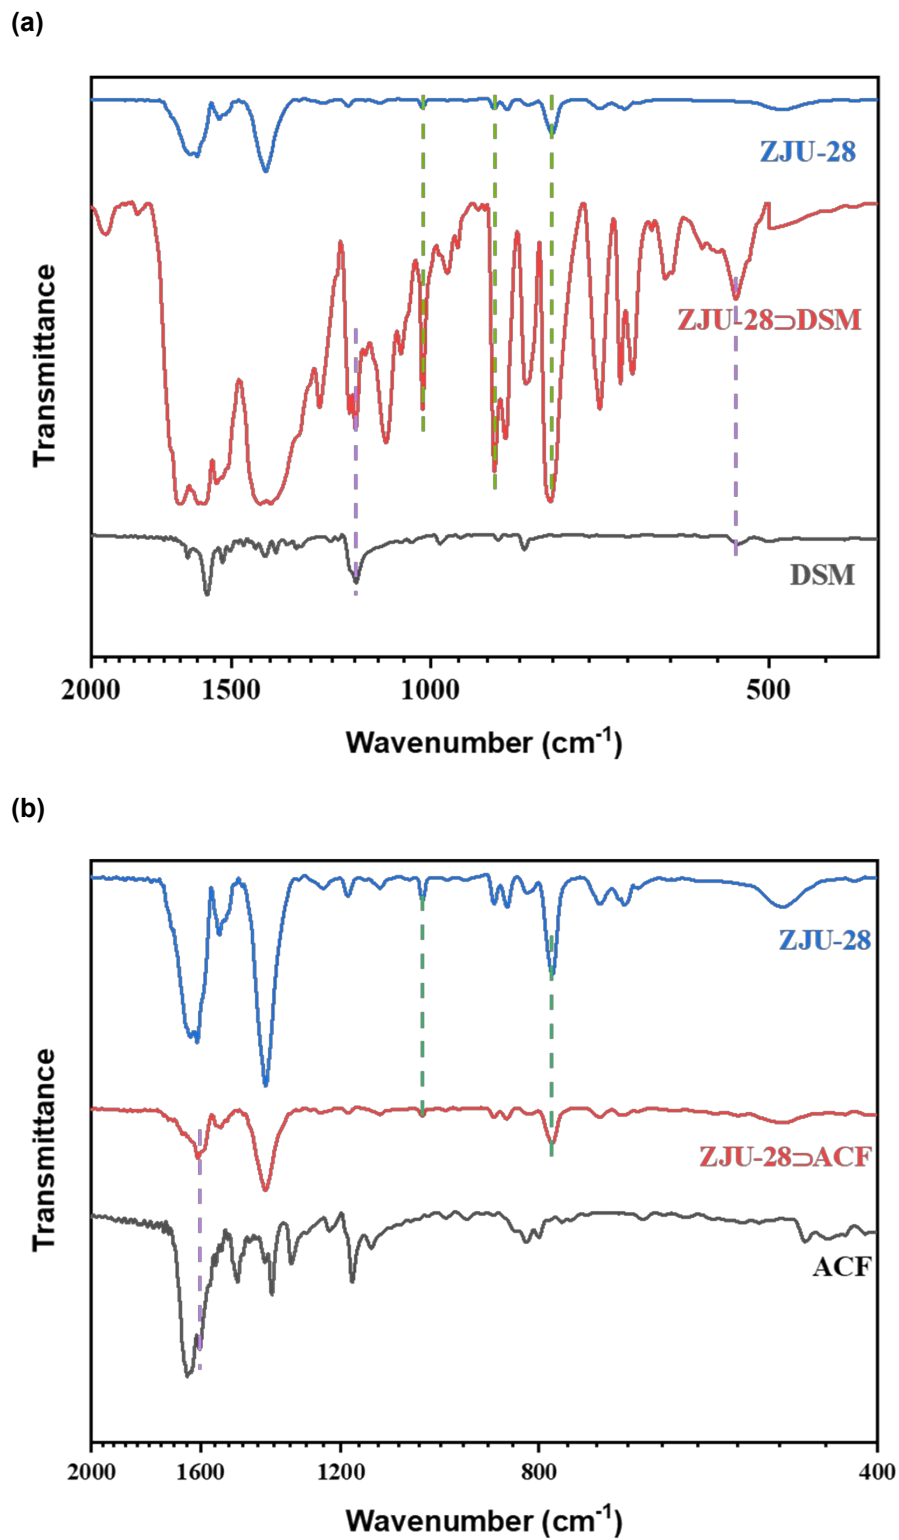 (a)
ZJU-28
ZJU-28⊃DSM
DSM
Transmittance
2000 1500 1000 500
Wavenumber (cm-1)
(b)
ZJU-28
ZJU-28⊃ACF
ACF
Transmittance
2000 1600 1200 800 400
Wavenumber (cm-1)